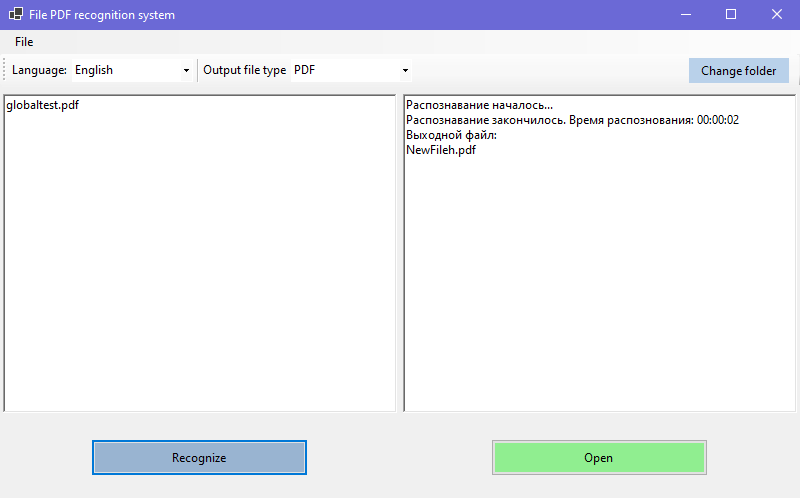 File PDF recognition system
File
Language: English Output file type PDF Change folder
globaltest.pdf
Распознавание началось...
Распознавание закончилось. Время распознования: 00:00:02
Выходной файл:
NewFileh.pdf
Recognize Open